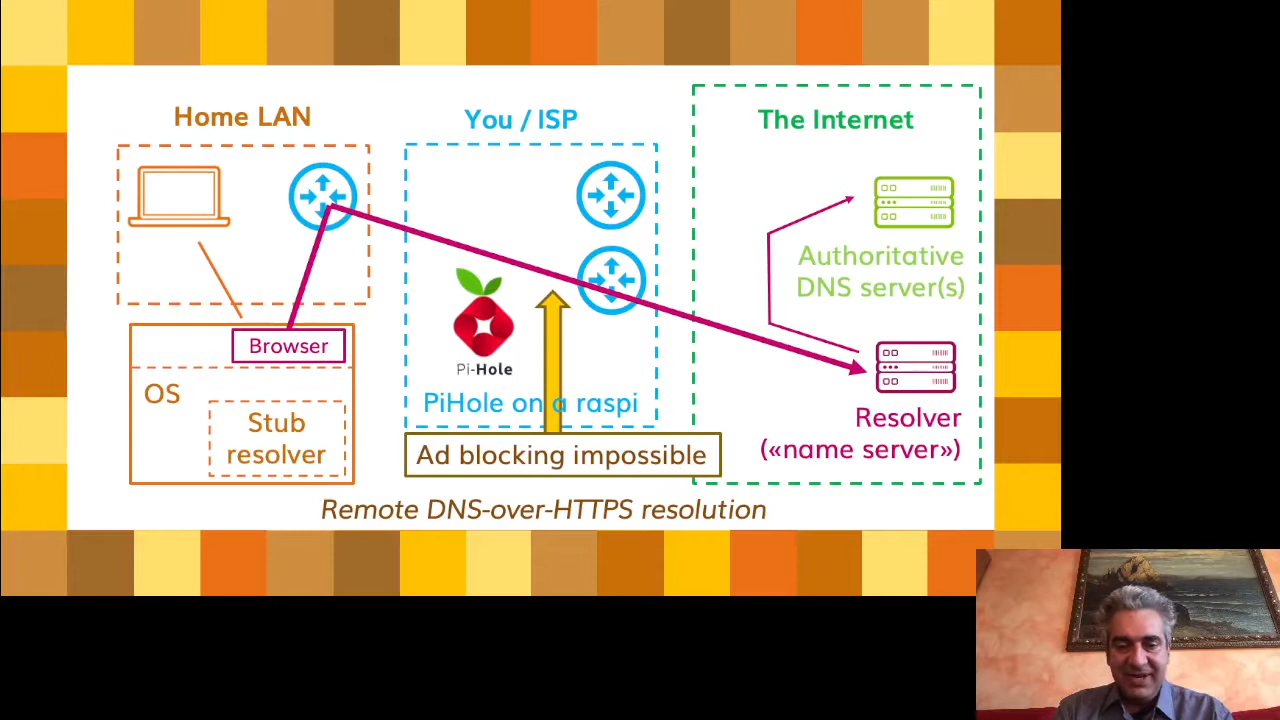 Home LAN
You / ISP
The Internet
Authoritative
DNS server(s)
Browser
OS
Stub
resolver
Pi-Hole
PiHole on a raspi
Ad blocking impossible
Resolver
(«name server»)
Remote DNS-over-HTTPS resolution